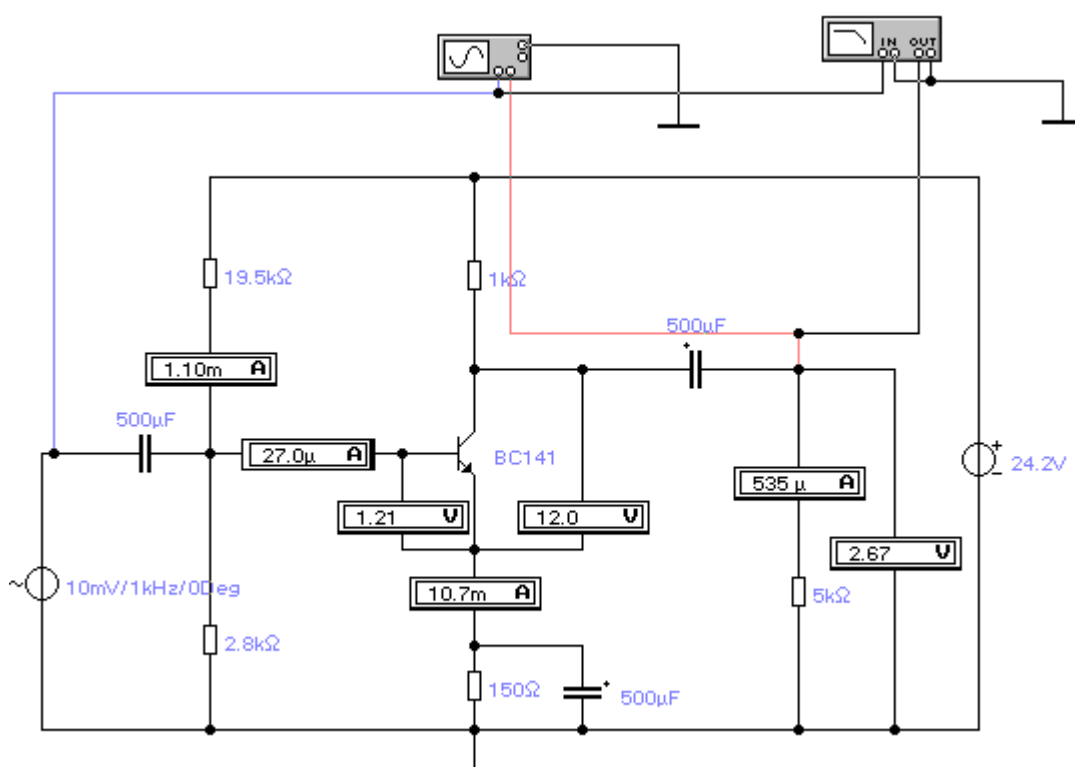 IN OUT
19.5kΩ
1kΩ
500µF
1.10m A
500µF
27.0µ A
BC141
24.2V
535 µ A
1.21 V
12.0 V
2.67 V
10mV/1kHz/0Deg
10.7m A
5kΩ
2.8kΩ
150Ω
500µF